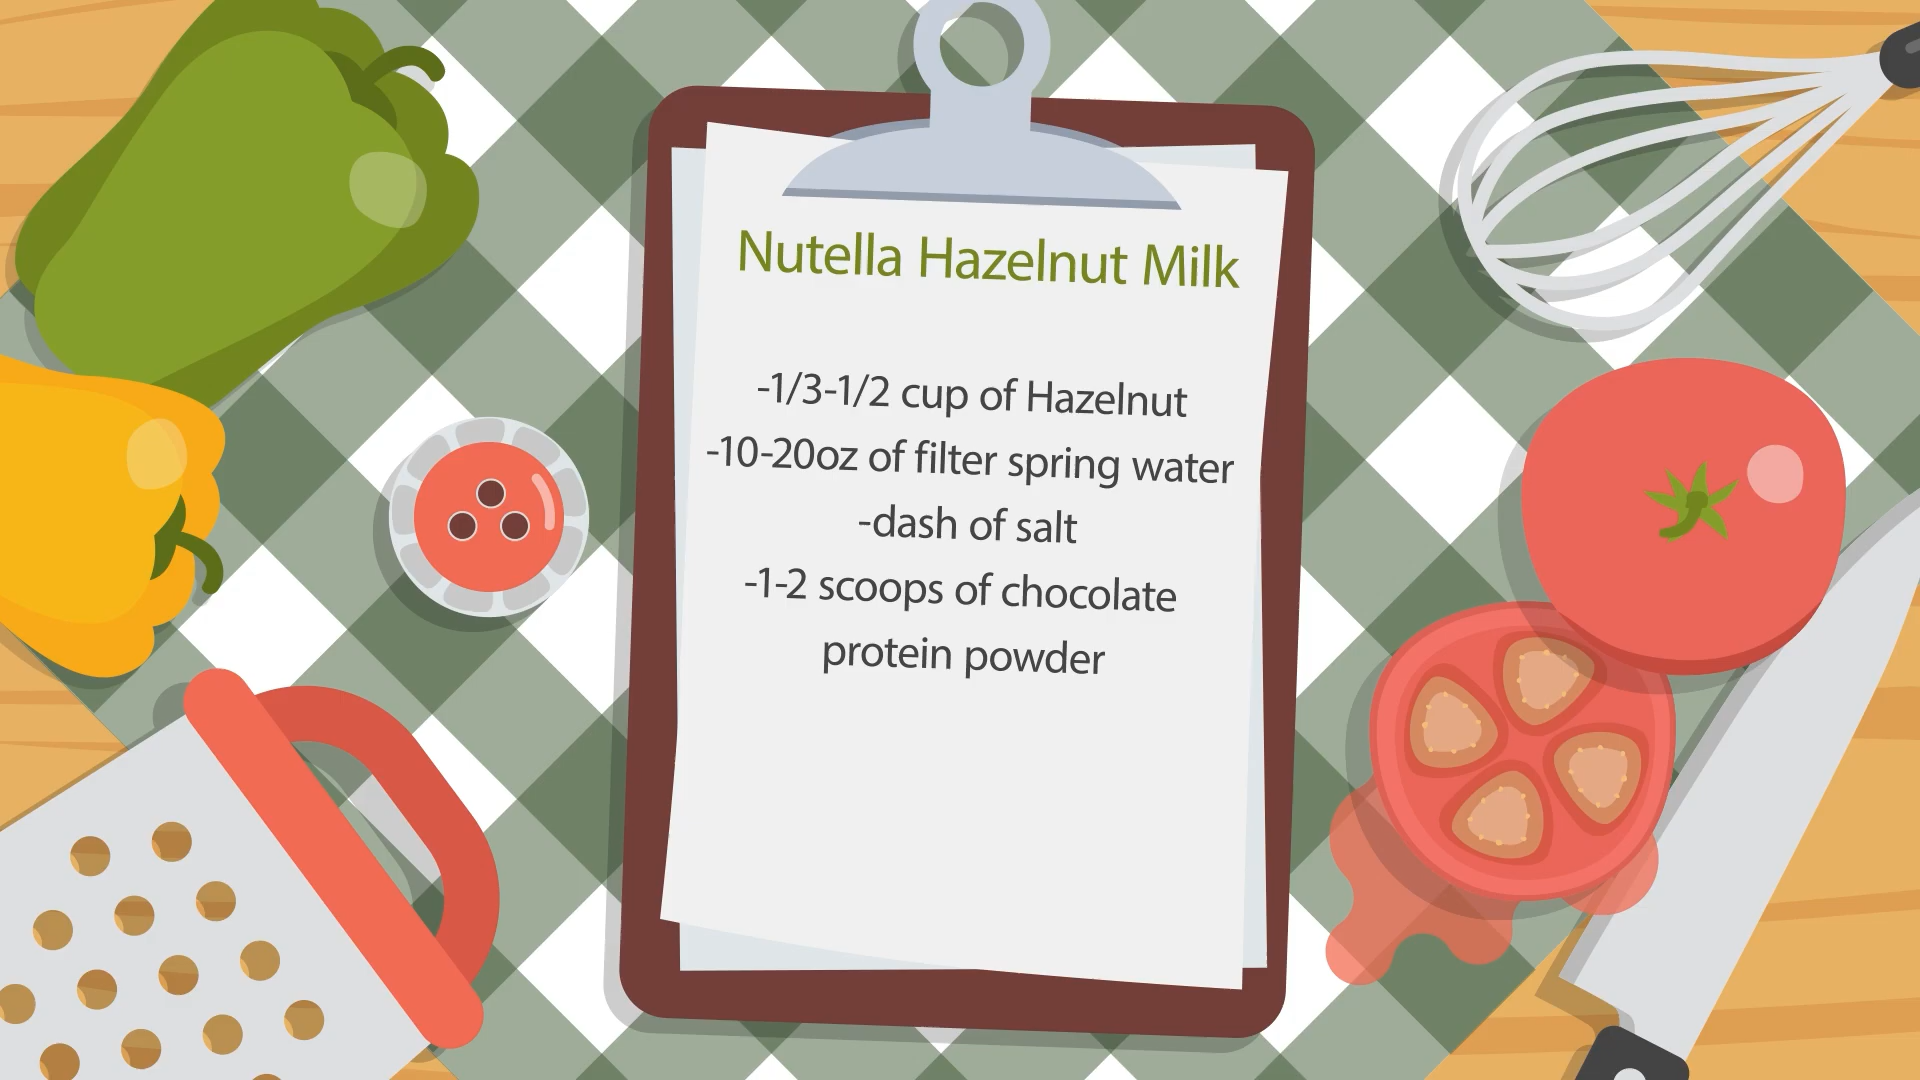 Nutella Hazelnut Milk
-1/3-1/2 cup of Hazelnut
-10-20oz of filter spring water
-dash of salt
-1-2 scoops of chocolate
protein powder